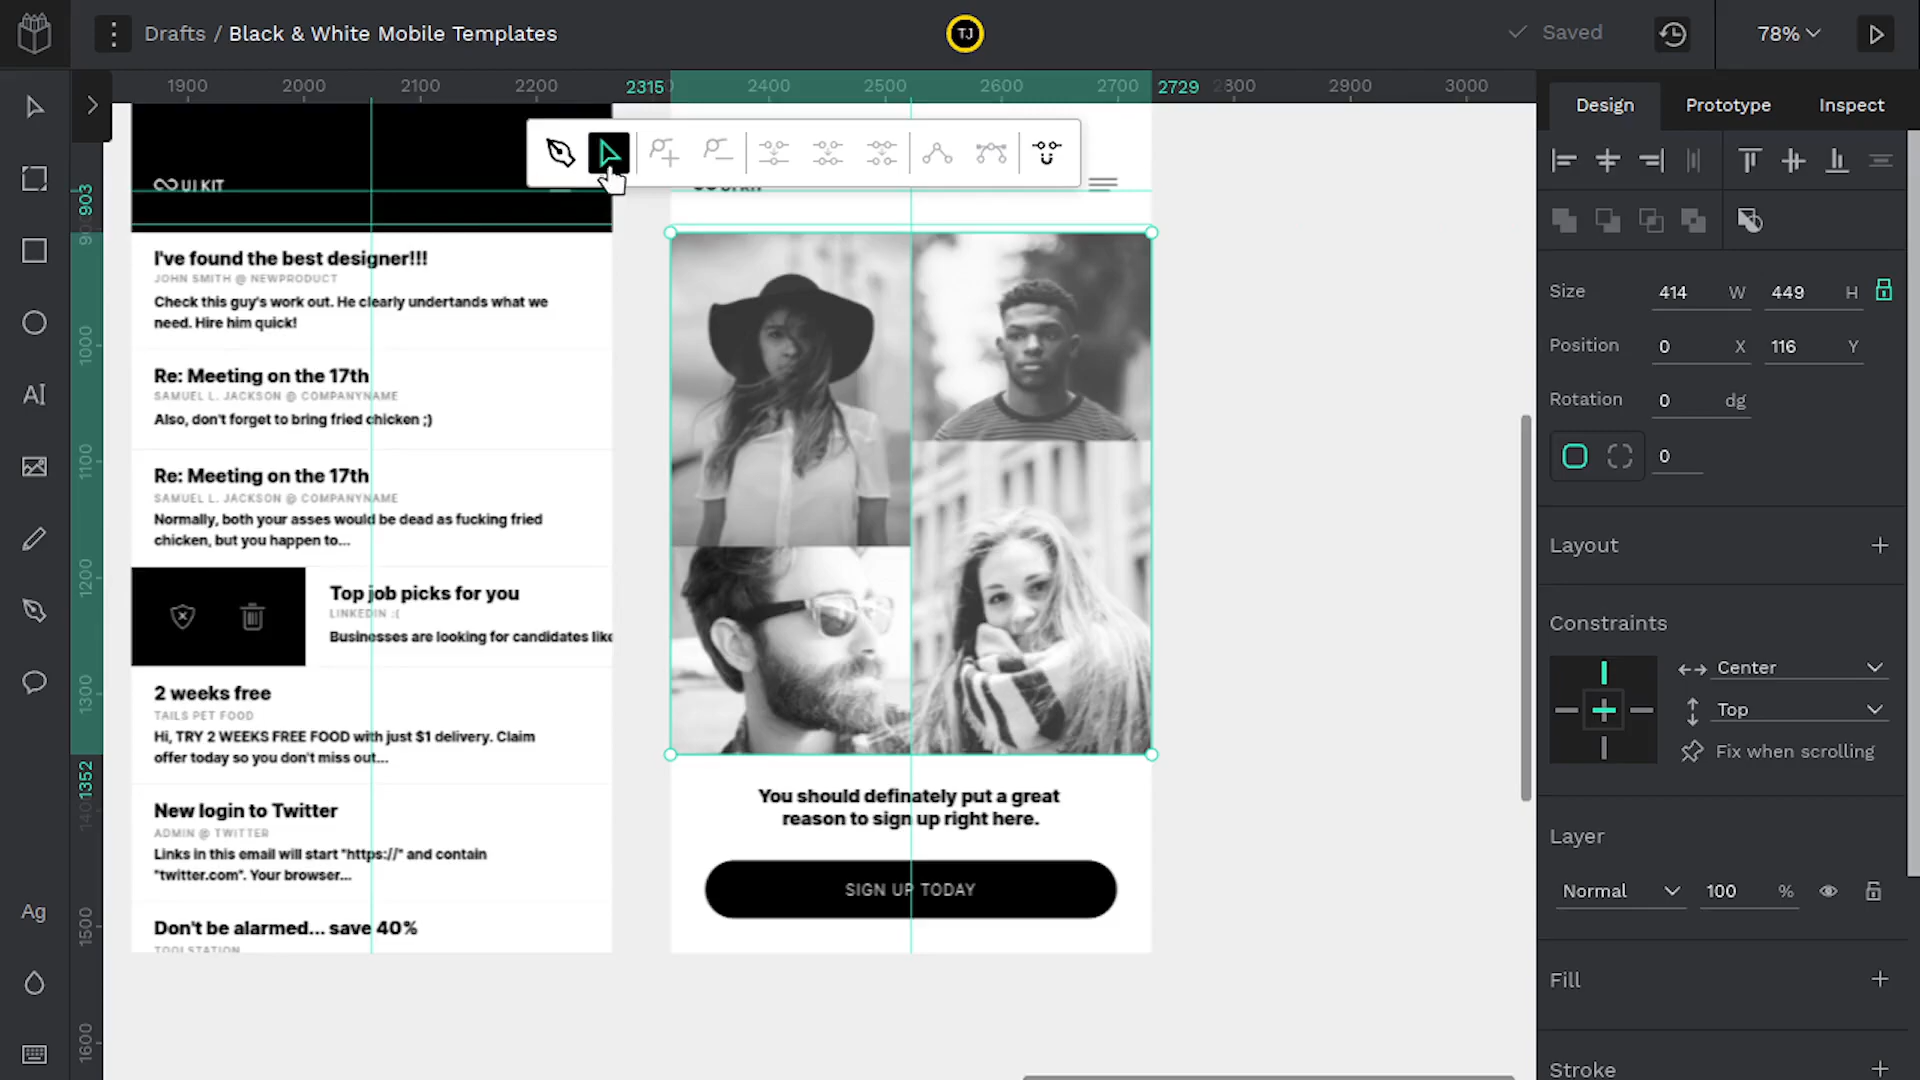 Drafts / Black & White Mobile Templates
TJ
Saved
78%
1900 2000 2100 2200 2315 2400 2500 2600 2700 2729 2800 2900 3000
Design Prototype Inspect
903
1000
1100
1200
1300
1352
1500
1600
AI
Ag
UI KIT
I've found the best designer!!!
JOHN SMITH @ NEWPRODUCT
Check this guy's work out. He clearly undertands what we
need. Hire him quick!
Re: Meeting on the 17th
SAMUEL L. JACKSON @ COMPANYNAME
Also, don't forget to bring fried chicken ;)
Re: Meeting on the 17th
SAMUEL L. JACKSON @ COMPANYNAME
Normally, both your asses would be dead as fucking fried
chicken, but you happen to...
Top job picks for you
LINKEDIN :(
Businesses are looking for candidates like
2 weeks free
TAILS PET FOOD
Hi, TRY 2 WEEKS FREE FOOD with just $1 delivery. Claim
offer today so you don't miss out...
New login to Twitter
ADMIN @ TWITTER
Links in this email will start "https://" and contain
"twitter.com". Your browser...
Don't be alarmed... save 40%
TOOLSTATION
You should definately put a great
reason to sign up right here.
SIGN UP TODAY
Size 414 W 449 H
Position 0 X 116 Y
Rotation 0 dg
0
Layout
Constraints
Center
Top
Fix when scrolling
Layer
Normal 100 %
Fill
Stroke